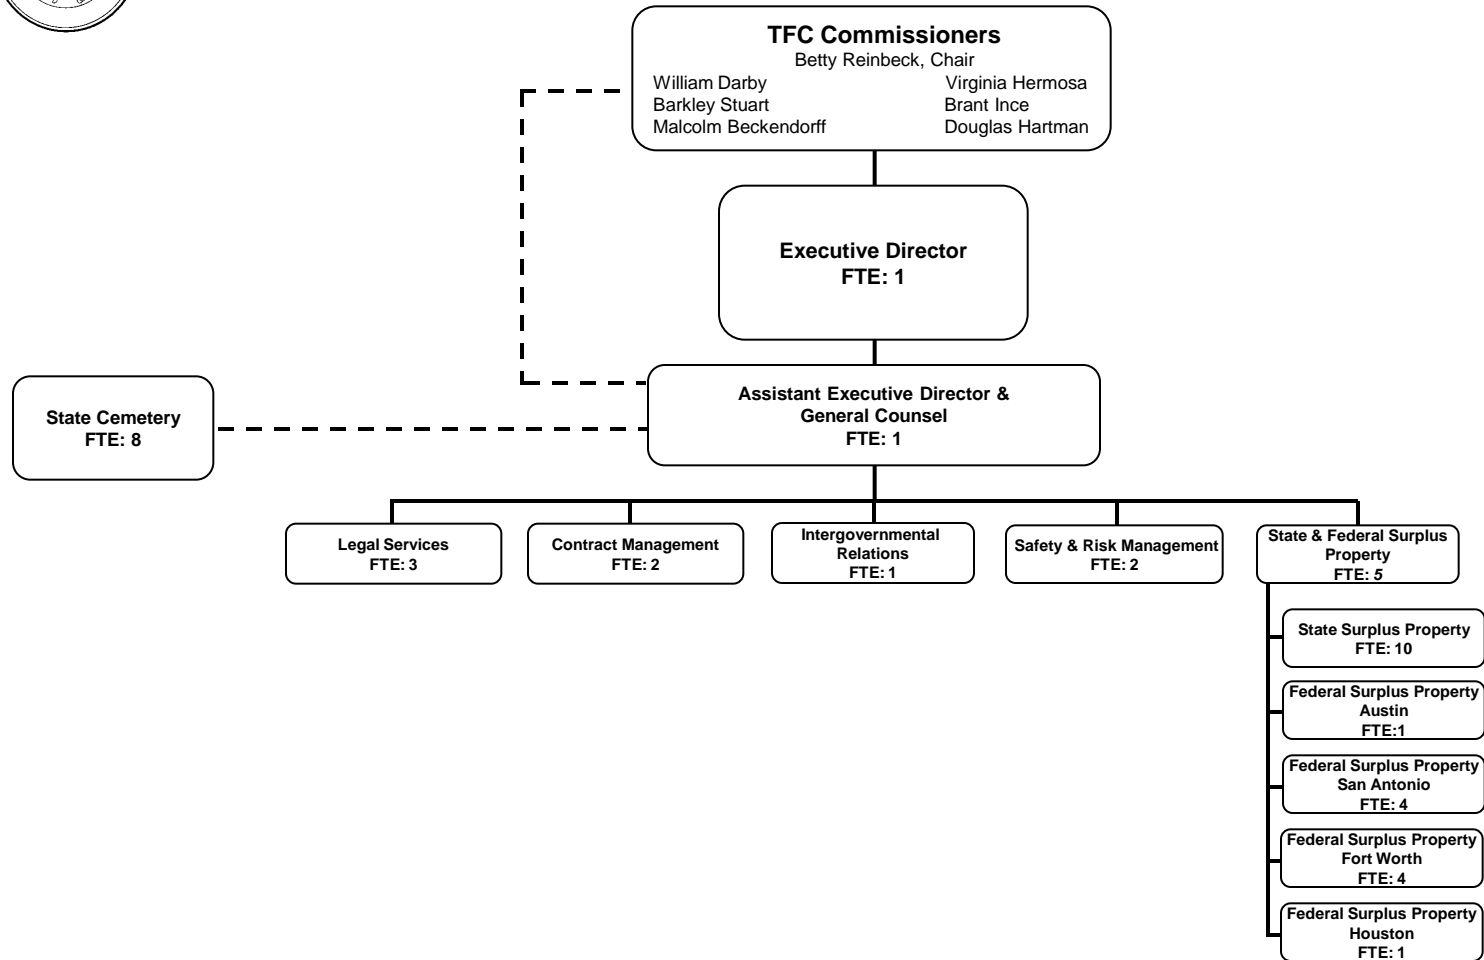 TFC Commissioners
Betty Reinbeck, Chair
William Darby
Barkley Stuart
Malcolm Beckendorff
Virginia Hermosa
Brant Ince
Douglas Hartman
Executive Director
FTE: 1
Assistant Executive Director &
General Counsel
FTE: 1
State Cemetery
FTE: 8
Legal Services
FTE: 3
Contract Management
FTE: 2
Intergovernmental
Relations
FTE: 1
Safety & Risk Management
FTE: 2
State & Federal Surplus
Property
FTE: 5
State Surplus Property
FTE: 10
Federal Surplus Property
Austin
FTE:1
Federal Surplus Property
San Antonio
FTE: 4
Federal Surplus Property
Fort Worth
FTE: 4
Federal Surplus Property
Houston
FTE: 1